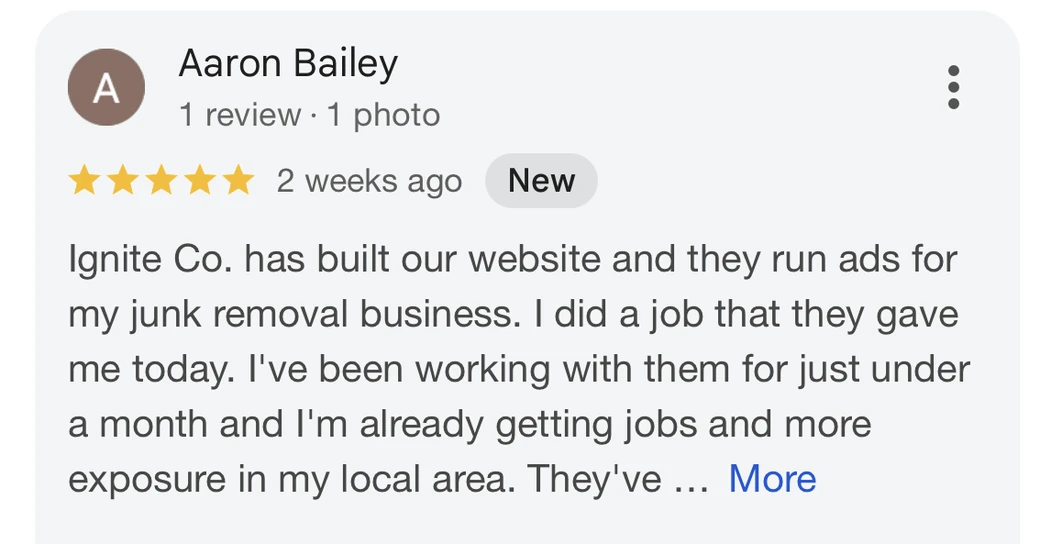 A
Aaron Bailey
1 review · 1 photo
2 weeks ago New
Ignite Co. has built our website and they run ads for
my junk removal business. I did a job that they gave
me today. I've been working with them for just under
a month and I'm already getting jobs and more
exposure in my local area. They've … More